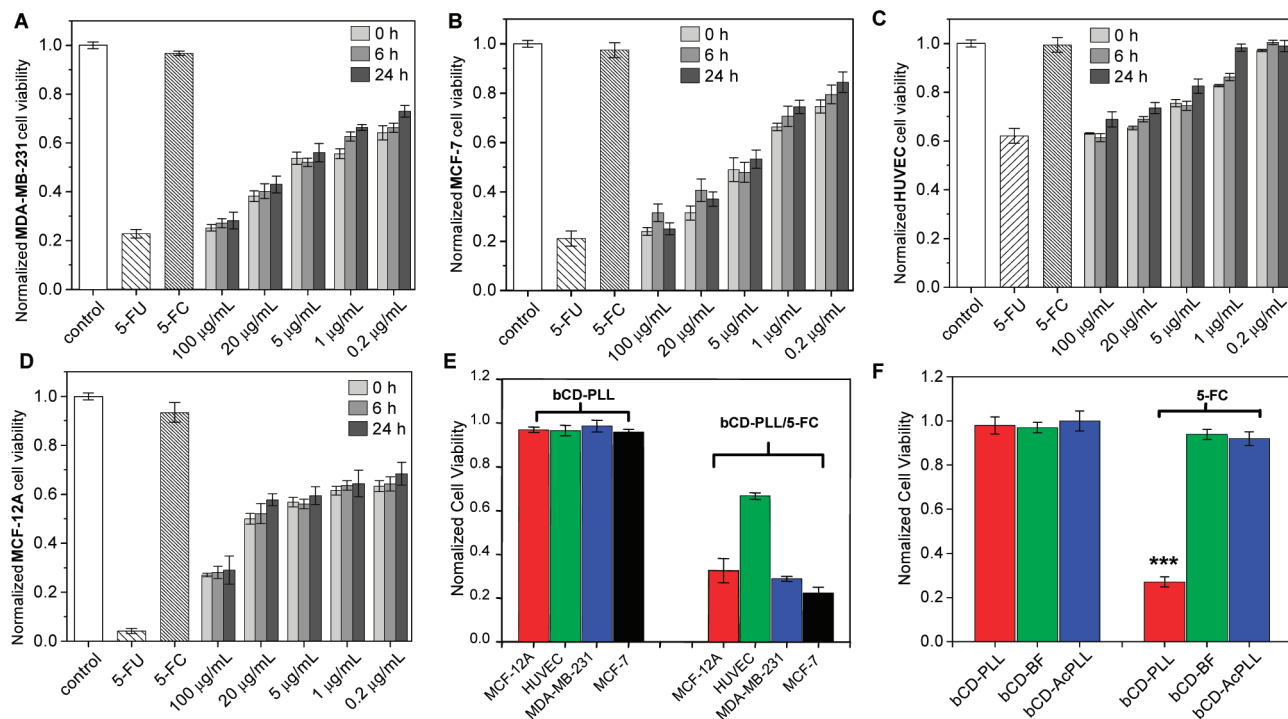 A
Normalized MDA-MB-231 cell viability
1.0
0.8
0.6
0.4
0.2
0.0
0 h
6 h
24 h
control
5-FU
5-FC
100 µg/mL
20 µg/mL
5 µg/mL
1 µg/mL
0.2 µg/mL
B
Normalized MCF-7 cell viability
1.0
0.8
0.6
0.4
0.2
0.0
0 h
6 h
24 h
control
5-FU
5-FC
100 µg/mL
20 µg/mL
5 µg/mL
1 µg/mL
0.2 µg/mL
C
Normalized HUVEC cell viability
1.0
0.8
0.6
0.4
0.2
0.0
0 h
6 h
24 h
control
5-FU
5-FC
100 µg/mL
20 µg/mL
5 µg/mL
1 µg/mL
0.2 µg/mL
D
Normalized MCF-12A cell viability
1.0
0.8
0.6
0.4
0.2
0.0
0 h
6 h
24 h
control
5-FU
5-FC
100 µg/mL
20 µg/mL
5 µg/mL
1 µg/mL
0.2 µg/mL
E
Nomalized Cell Viability
1.2
1.0
0.8
0.6
0.4
0.2
0.0
bCD-PLL
bCD-PLL/5-FC
MCF-12A
HUVEC
MDA-MB-231
MCF-7
MCF-12A
HUVEC
MDA-MB-231
MCF-7
F
Nomalized Cell Viability
1.2
1.0
0.8
0.6
0.4
0.2
0.0
5-FC
***
bCD-PLL
bCD-BF
bCD-AcPLL
bCD-PLL
bCD-BF
bCD-AcPLL